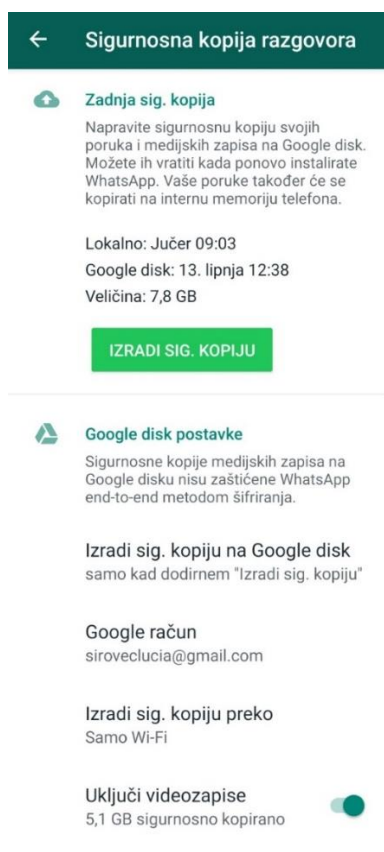 Sigurnosna kopija razgovora
Zadnja sig. kopija
Napravite sigurnosnu kopiju svojih
poruka i medijskih zapisa na Google disk.
Možete ih vratiti kada ponovo instalirate
WhatsApp. Vaše poruke također će se
kopirati na internu memoriju telefona.
Lokalno: Jučer 09:03
Google disk: 13. lipnja 12:38
Veličina: 7,8 GB
IZRADI SIG. KOPIJU
Google disk postavke
Sigurnosne kopije medijskih zapisa na
Google disku nisu zaštićene WhatsApp
end-to-end metodom šifriranja.
Izradi sig. kopiju na Google disk
samo kad dodirnem "Izradi sig. kopiju"
Google račun
siroveclucia@gmail.com
Izradi sig. kopiju preko
Samo Wi-Fi
Uključi videozapise
5,1 GB sigurnosno kopirano